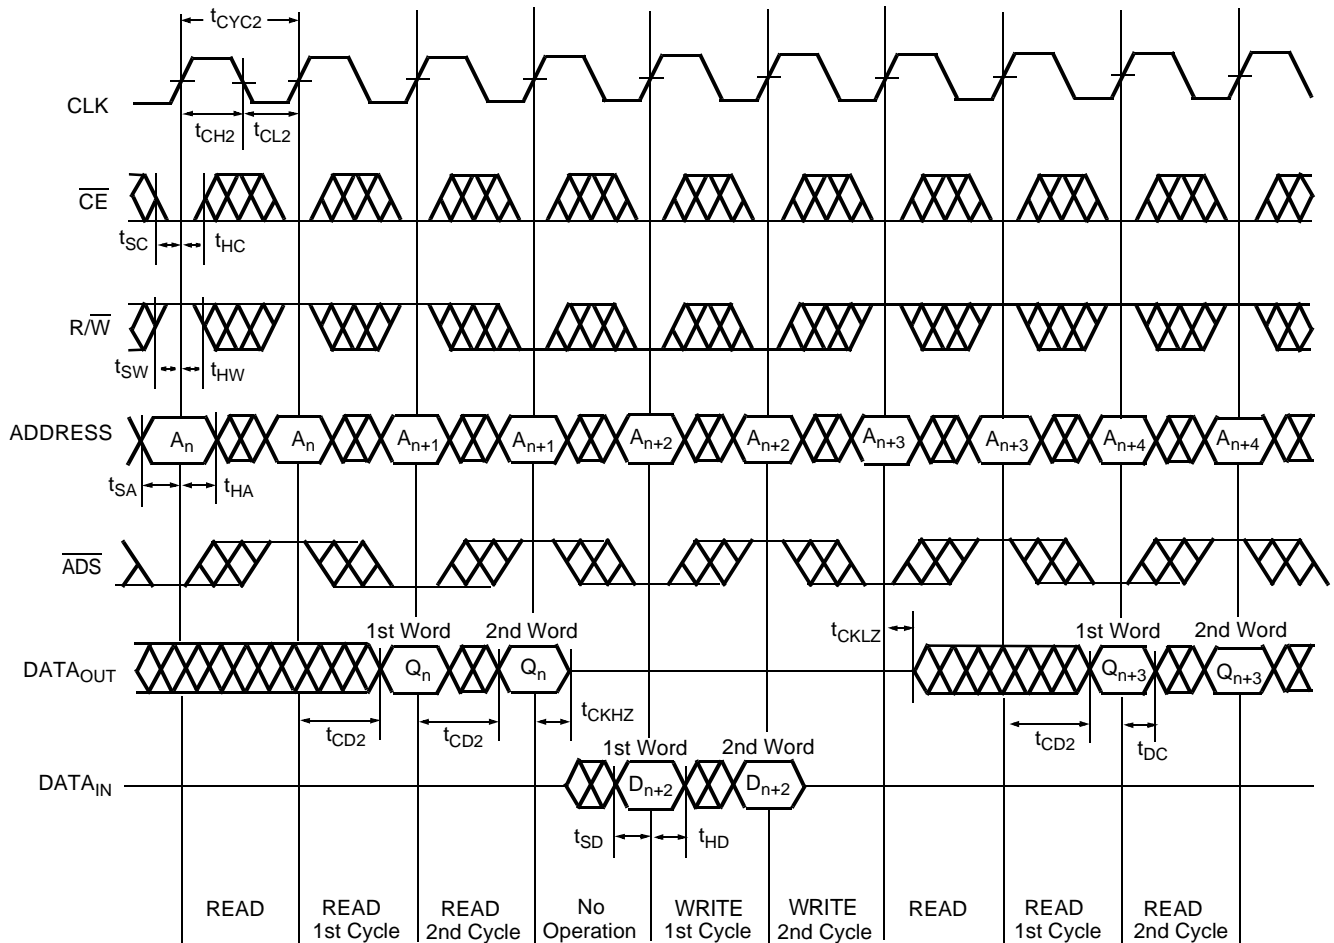 tCYC2
CLK
tCH2 tCL2
CE
tSC tHC
R/W
tSW tHW
ADDRESS An An An+1 An+1 An+2 An+2 An+3 An+3 An+4 An+4
tSA tHA
ADS
1st Word 2nd Word tCKLZ 1st Word 2nd Word
DATAOUT Qn Qn Qn+3 Qn+3
tCD2 tCD2 tCKHZ tCD2 tDC
1st Word 2nd Word
DATAIN Dn+2 Dn+2
tSD tHD
READ READ READ No WRITE WRITE READ READ READ
1st Cycle 2nd Cycle Operation 1st Cycle 2nd Cycle 1st Cycle 2nd Cycle